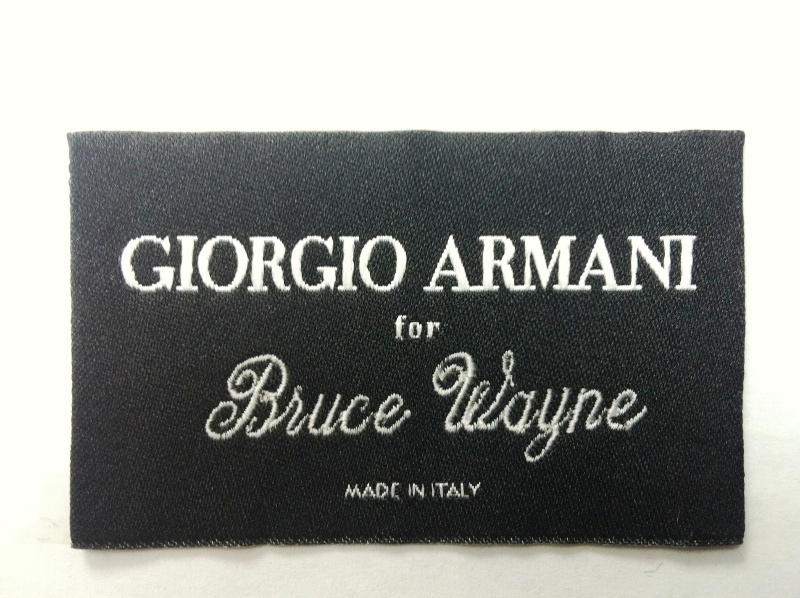 GIORGIO ARMANI
for
Bruce Wayne
MADE IN ITALY